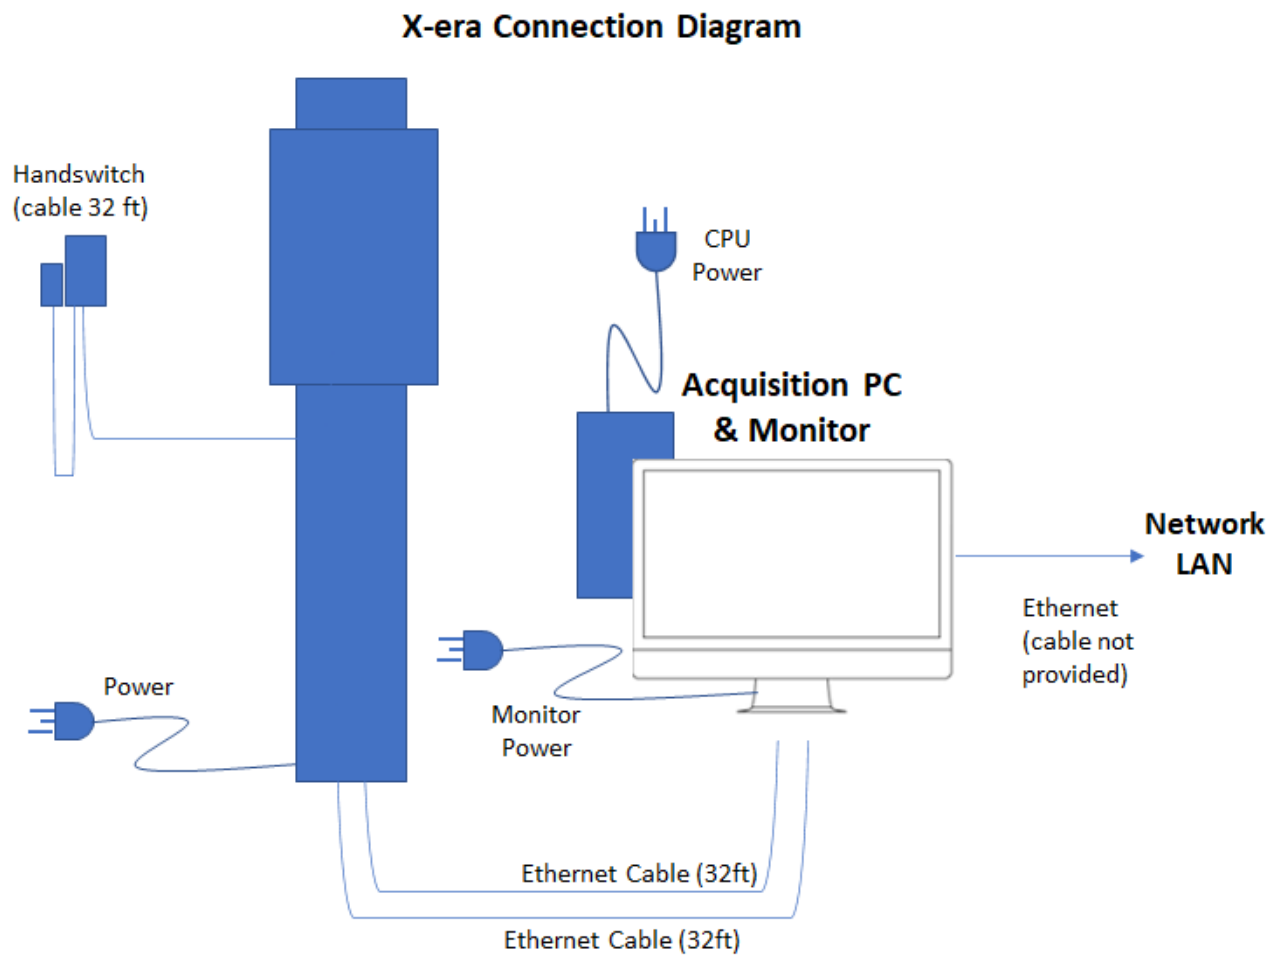 X-era Connection Diagram
Handswitch
(cable 32 ft)
CPU
Power
Acquisition PC
& Monitor
Network
LAN
Ethernet
(cable not
provided)
Power
Monitor
Power
Ethernet Cable (32ft)
Ethernet Cable (32ft)